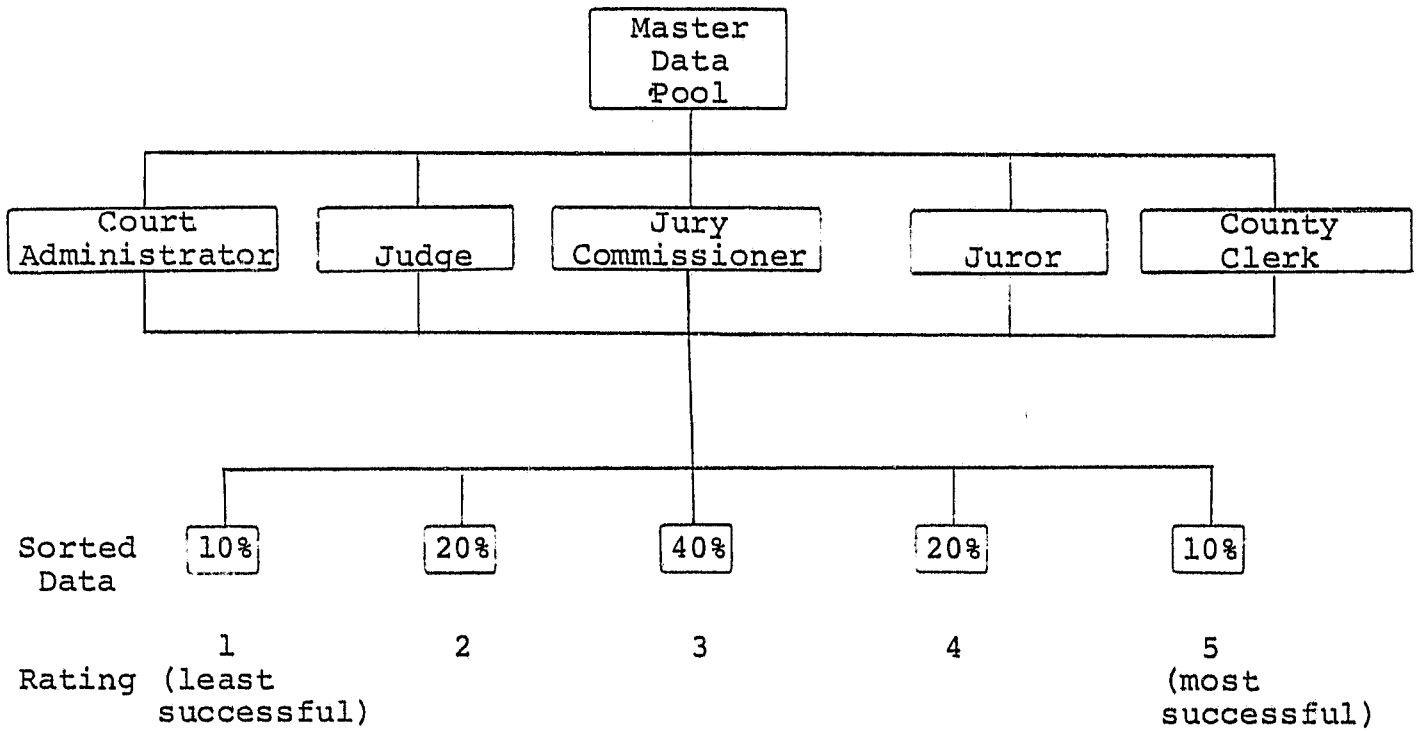 Master
Data
Pool
Court
Administrator
Judge
Jury
Commissioner
Juror
County
Clerk
Sorted
Data
10%
20%
40%
20%
10%
1
2
3
4
5
Rating
(least
successful)
(most
successful)